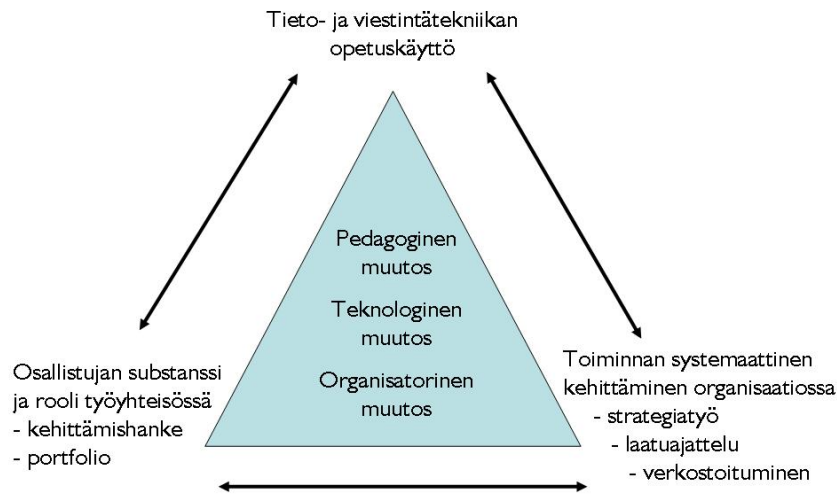 Tieto- ja viestintätekniikan
opetuskäyttö
Pedagoginen
muutos
Teknologinen
muutos
Organisatorinen
muutos
Osallistujan substanssi
ja rooli työyhteisössä
- kehittämishanke
- portfolio
Toiminnan systemaattinen
kehittäminen organisaatiossa
- strategiatyö
- laatuajattelu
- verkostoituminen